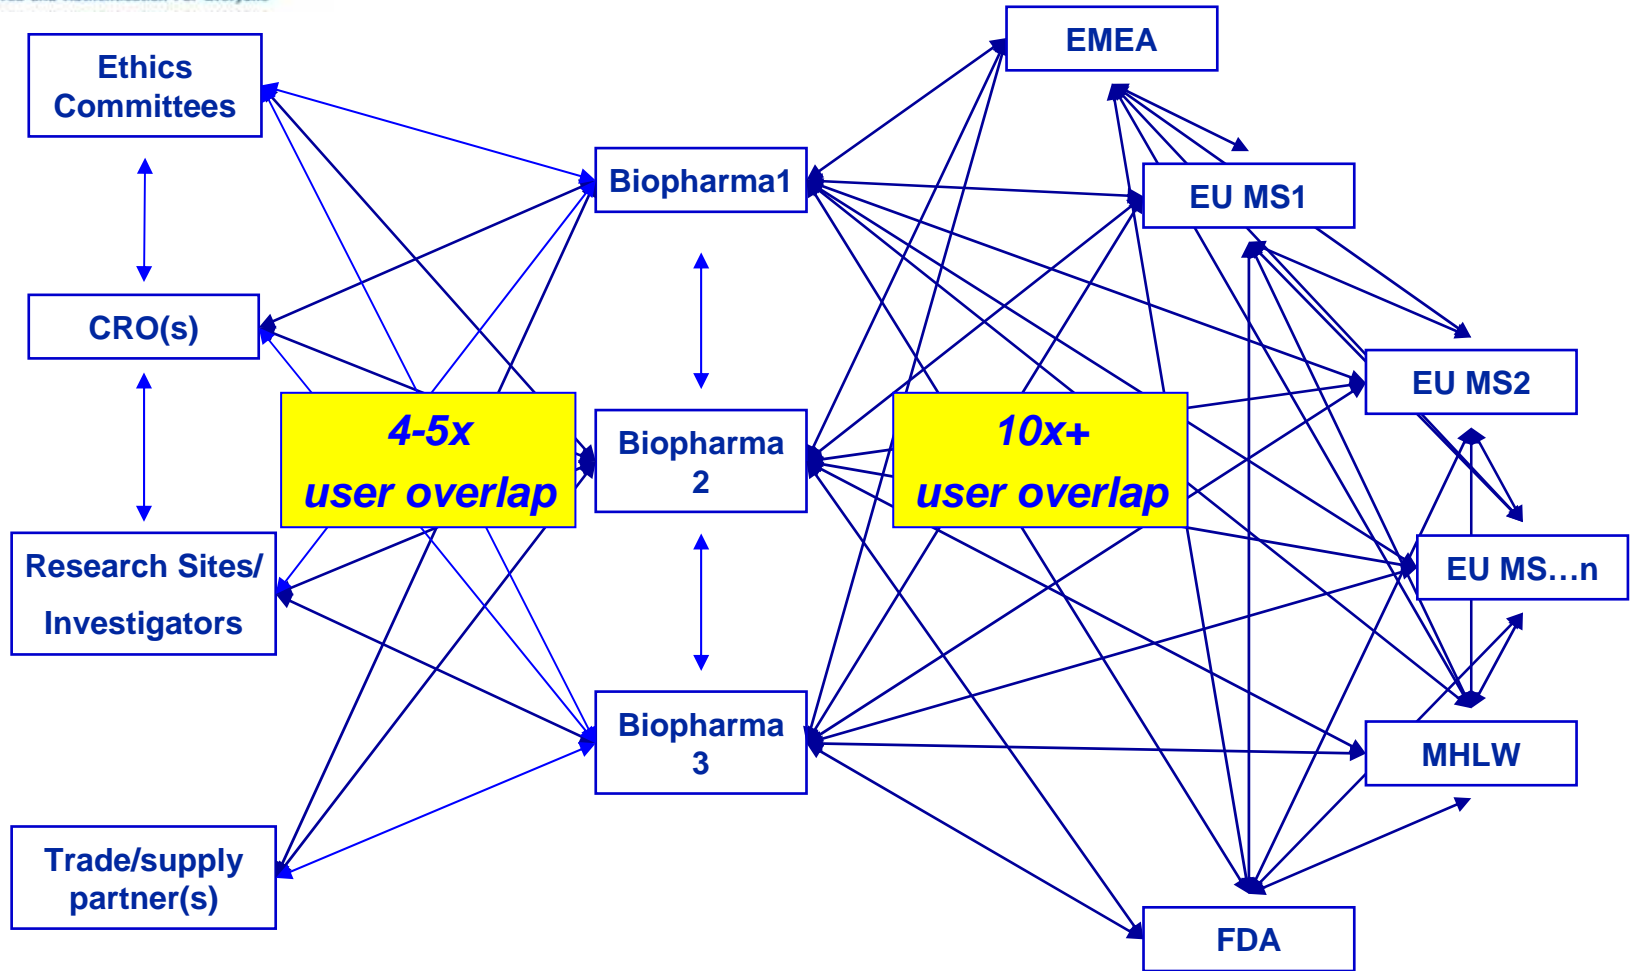 Ethics
Committees
CRO(s)
Research Sites/
Investigators
Trade/supply
partner(s)
4-5x
user overlap
Biopharma1
Biopharma
2
Biopharma
3
10x+
user overlap
EMEA
EU MS1
EU MS2
EU MS…n
MHLW
FDA